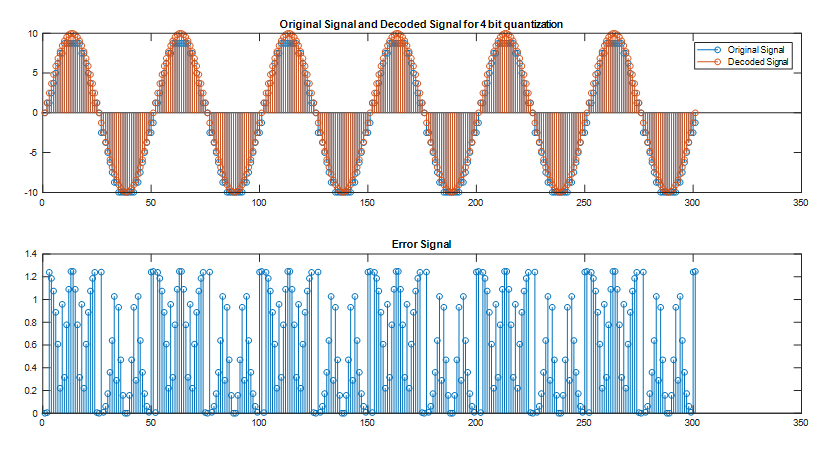 Original Signal and Decoded Signal for 4 bit quantization
10
5
0
-5
-10
0 50 100 150 200 250 300 350
Original Signal
Decoded Signal
Error Signal
1.4
1.2
1
0.8
0.6
0.4
0.2
0
0 50 100 150 200 250 300 350